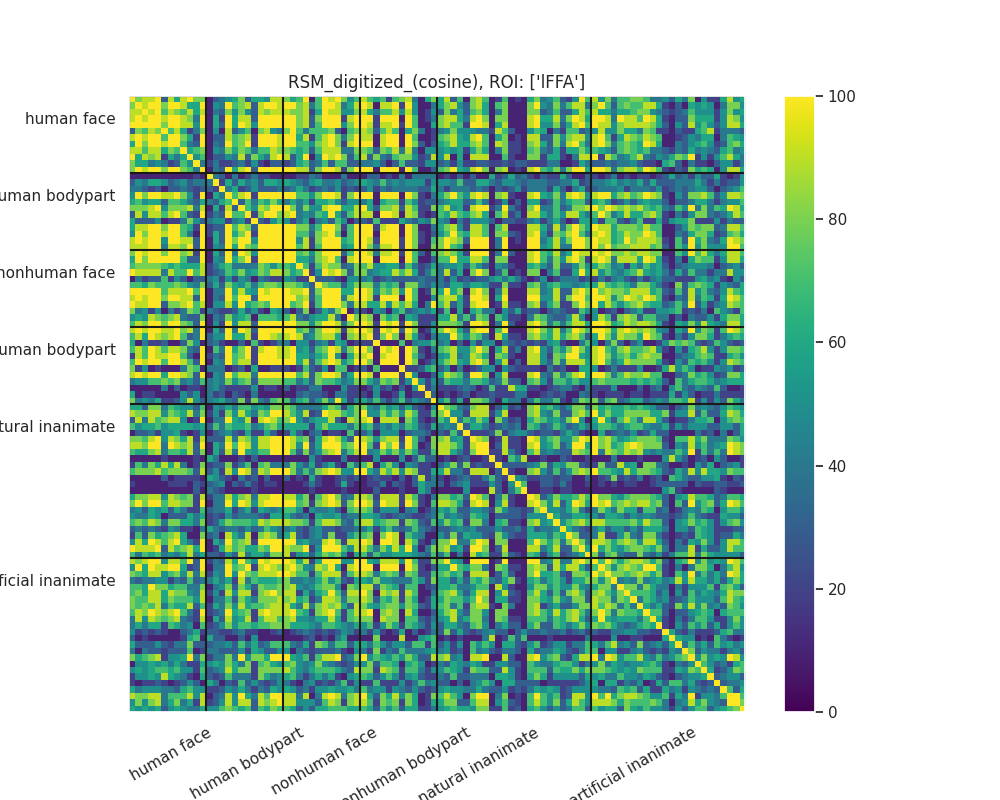 RSM_digitized_(cosine), ROI: ['lFFA']
human face
uman bodypart
nonhuman face
uman bodypart
tural inanimate
ficial inanimate
100
80
60
40
20
0
human face
human bodypart
nonhuman face
onhuman bodypart
natural inanimate
artificial inanimate